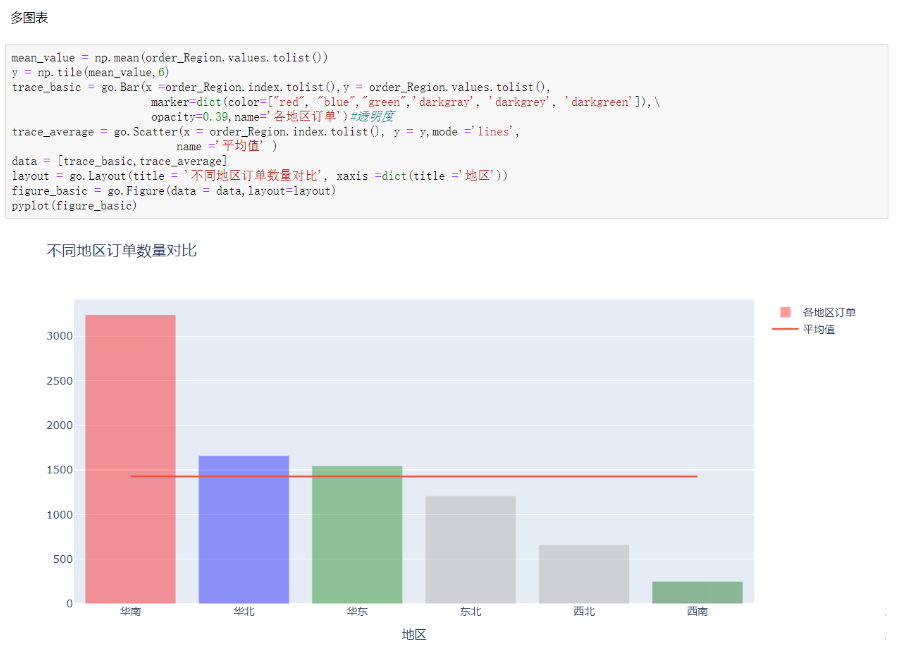 多图表
mean_value = np.mean(order_Region.values.tolist())
y = np.tile(mean_value,6)
trace_basic = go.Bar(x =order_Region.index.tolist(),y = order_Region.values.tolist(),
marker=dict(color=["red", "blue","green",'darkgray', 'darkgrey', 'darkgreen']),\
opacity=0.39,name='各地区订单')#透明度
trace_average = go.Scatter(x = order_Region.index.tolist(), y = y,mode ='lines',
name ='平均值' )
data = [trace_basic,trace_average]
layout = go.Layout(title = '不同地区订单数量对比', xaxis =dict(title ='地区'))
figure_basic = go.Figure(data = data,layout=layout)
pyplot(figure_basic)
不同地区订单数量对比
各地区订单
平均值
3000
2500
2000
1500
1000
500
0
华南 华北 华东 东北 西北 西南
地区